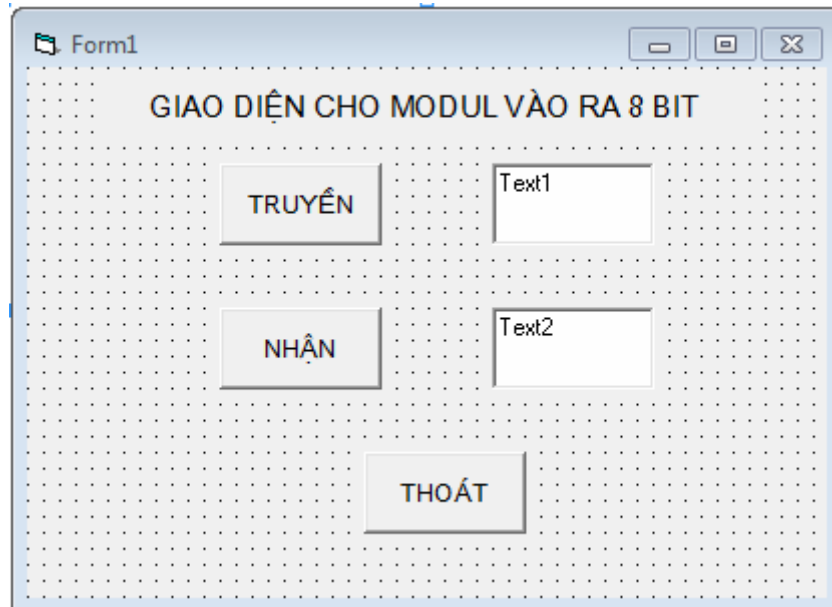 Form1
GIAO DIỆN CHO MODUL VÀO RA 8 BIT
TRUYỀN
Text1
NHẬN
Text2
THOÁT